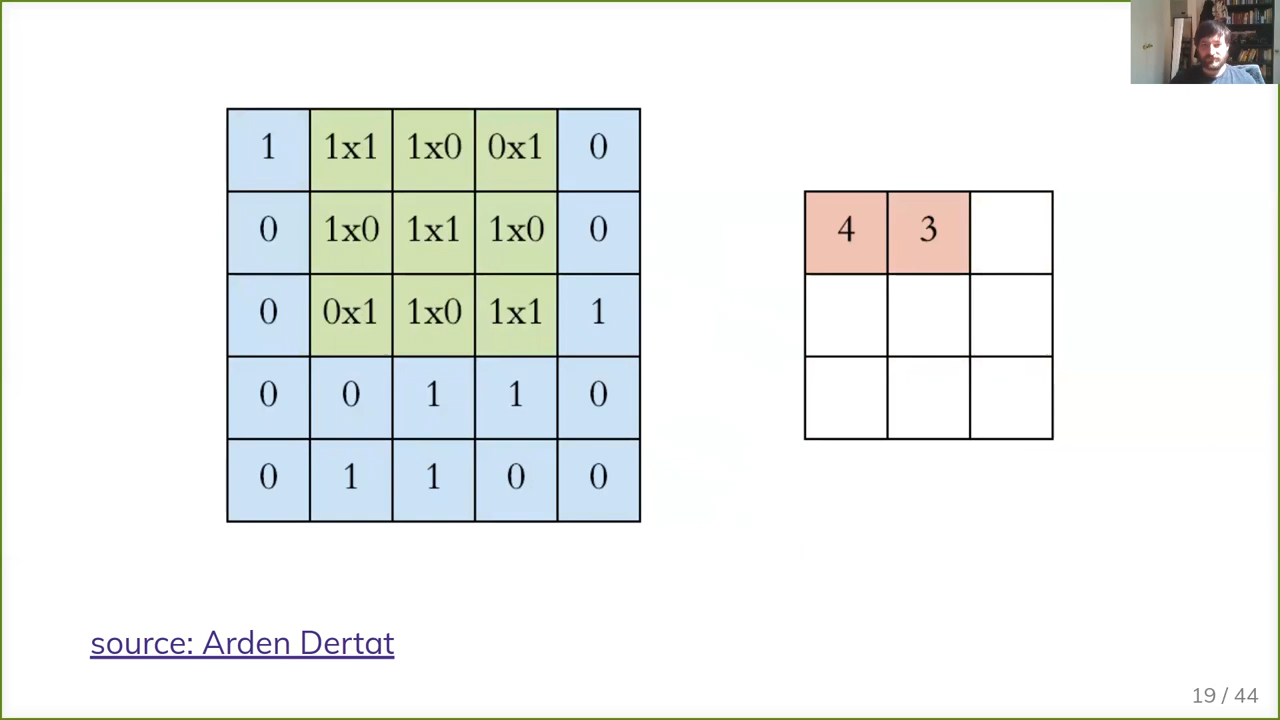 1 1x1 1x0 0x1 0
0 1x0 1x1 1x0 0
0 0x1 1x0 1x1 1
0 0 1 1 0
0 1 1 0 0
4 3
source: Arden Dertat
19 / 44